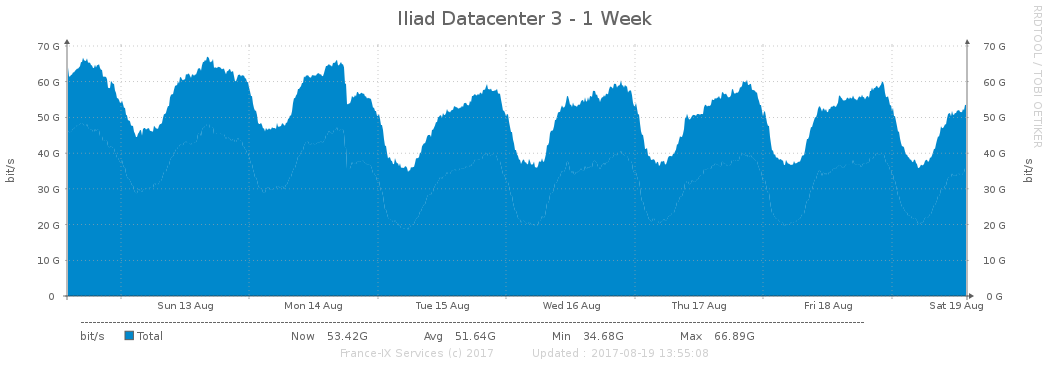 Iliad Datacenter 3 - 1 Week
RRDTOOL / TOBI OETIKER
70 G 70 G
60 G 60 G
50 G 50 G
40 G 40 G
30 G 30 G
20 G 20 G
10 G 10 G
0 0 G
bit/s
bit/s
Sun 13 Aug Mon 14 Aug Tue 15 Aug Wed 16 Aug Thu 17 Aug Fri 18 Aug Sat 19 Aug
bit/s Total Now 53.42G Avg 51.64G Min 34.68G Max 66.89G
France-IX Services (c) 2017 Updated : 2017-08-19 13:55:08